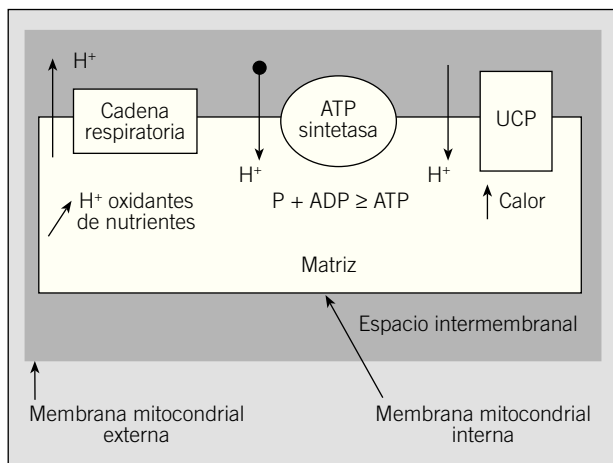 H⁺
Cadena
respiratoria
ATP
sintetasa
UCP
H⁺
H⁺
H⁺ oxidantes
de nutrientes
P + ADP ≥ ATP
Calor
Matriz
Espacio intermembranal
Membrana mitocondrial
externa
Membrana mitocondrial
interna